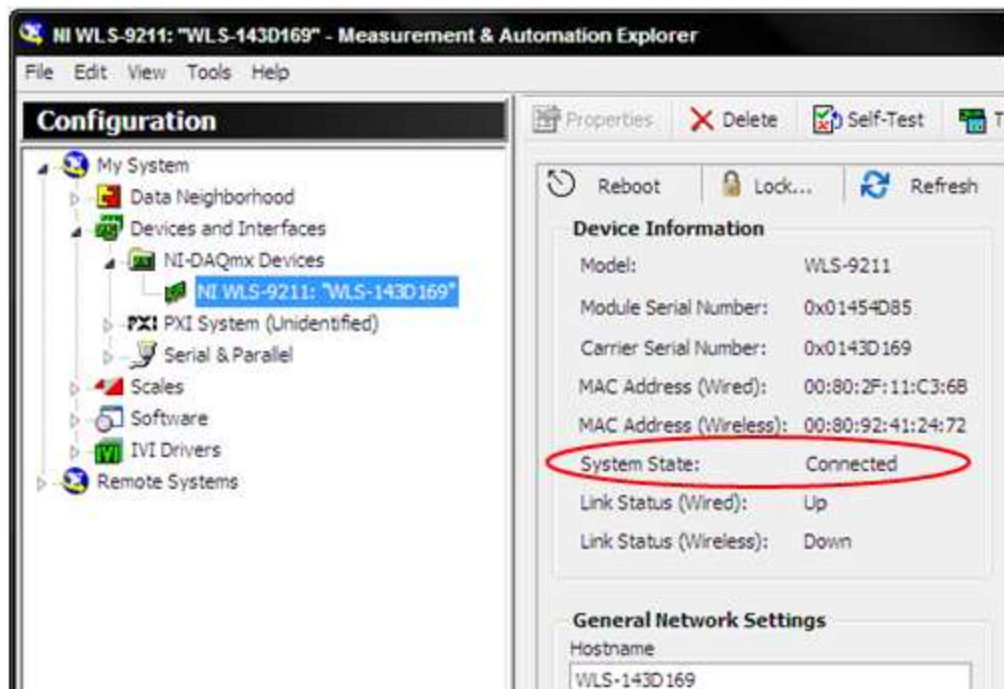 NI WLS-9211: "WLS-143D169" - Measurement & Automation Explorer
File Edit View Tools Help
Configuration
My System
Data Neighborhood
Devices and Interfaces
NI-DAQmx Devices
NI WLS-9211: "WLS-143D169"
PXI PXI System (Unidentified)
Serial & Parallel
Scales
Software
IVI IVI Drivers
Remote Systems
Properties Delete Self-Test T
Reboot Lock... Refresh
Device Information
Model: WLS-9211
Module Serial Number: 0x01454D85
Carrier Serial Number: 0x0143D169
MAC Address (Wired): 00:80:2F:11:C3:6B
MAC Address (Wireless): 00:80:92:41:24:72
System State: Connected
Link Status (Wired): Up
Link Status (Wireless): Down
General Network Settings
Hostname
WLS-143D169